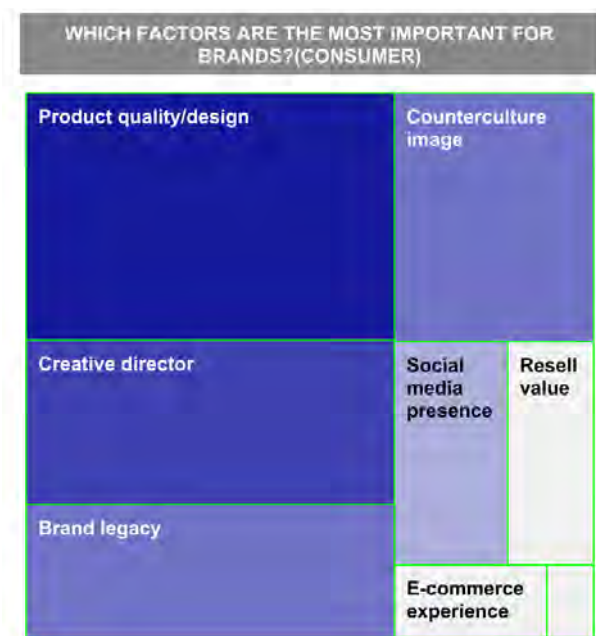 WHICH FACTORS ARE THE MOST IMPORTANT FOR
BRANDS?(CONSUMER)
Product quality/design
Counterculture
image
Creative director
Social
media
presence
Resell
value
Brand legacy
E-commerce
experience